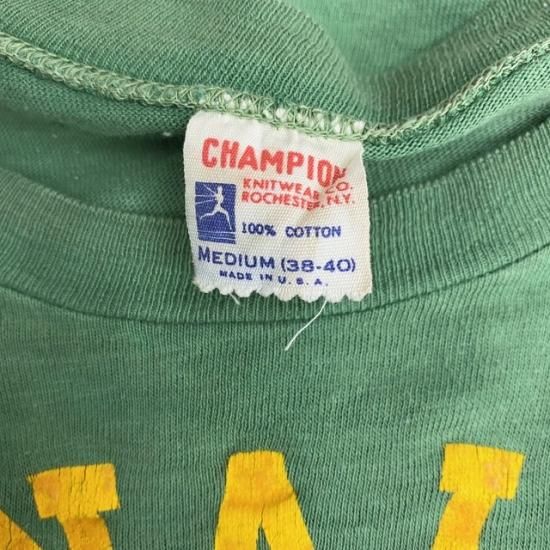 CHAMPION
KNITWEAR CO.
ROCHESTER, N.Y.
100% COTTON
MEDIUM (38-40)
MADE IN U.S.A.